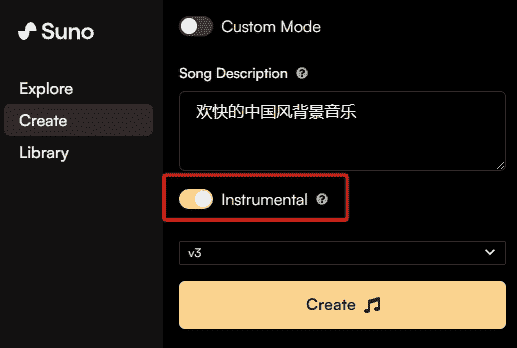 Suno
Explore
Create
Library
Custom Mode
Song Description
欢快的中国风背景音乐
Instrumental
v3
Create